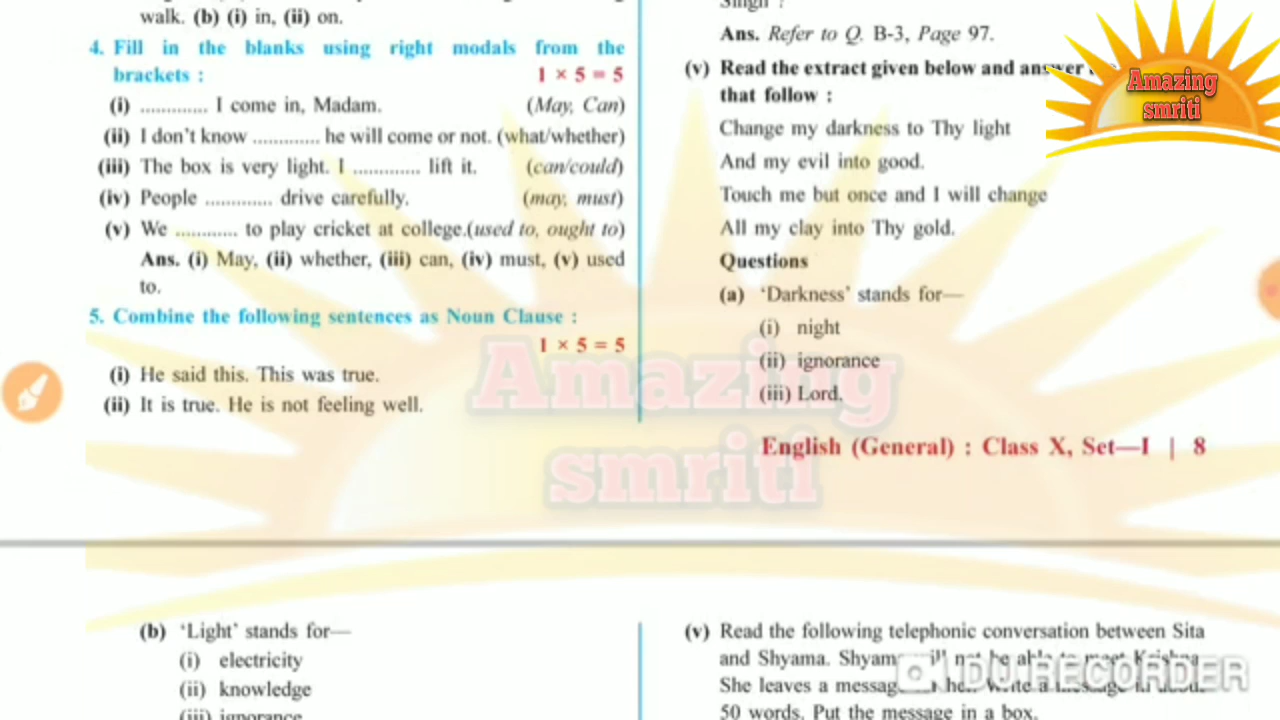 walk. (b) (i) in, (ii) on.
4. Fill in the blanks using right modals from the
brackets : 1 × 5 = 5
(i) ............. I come in, Madam. (May, Can)
(ii) I don't know ............. he will come or not. (what/whether)
(iii) The box is very light. I ............. lift it. (can/could)
(iv) People ............. drive carefully. (may, must)
(v) We ............ to play cricket at college.(used to, ought to)
Ans. (i) May, (ii) whether, (iii) can, (iv) must, (v) used
to.
5. Combine the following sentences as Noun Clause :
1 × 5 = 5
(i) He said this. This was true.
(ii) It is true. He is not feeling well.
Singh ?
Ans. Refer to Q. B-3, Page 97.
(v) Read the extract given below and answer
that follow :
Change my darkness to Thy light
And my evil into good.
Touch me but once and I will change
All my clay into Thy gold.
Questions
(a) ‘Darkness’ stands for—
(i) night
(ii) ignorance
(iii) Lord.
English (General) : Class X, Set—I | 8
(b) ‘Light’ stands for—
(i) electricity
(ii) knowledge
(iii) ignorance
(v) Read the following telephonic conversation between Sita
and Shyama. Shyam
She leaves a messag
50 words. Put the message in a box.
Amazing
smriti
Amazing
smriti
DU RECORDER